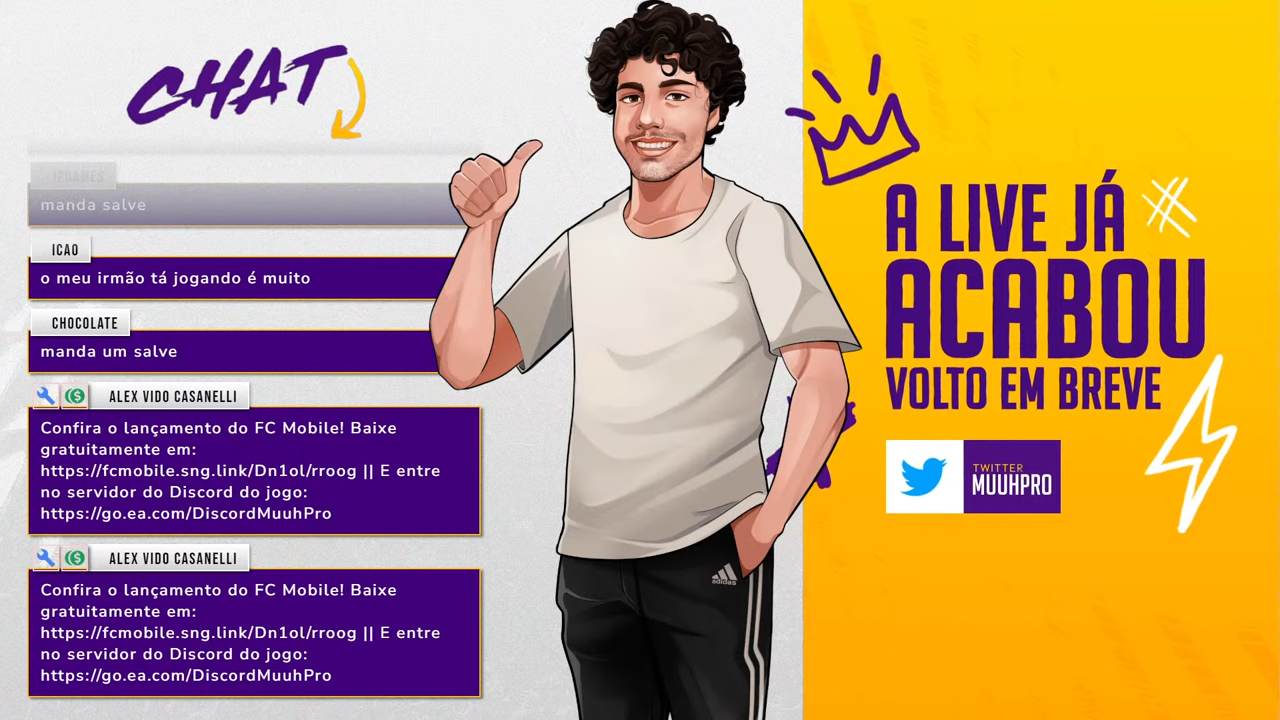 CHAT
manda salve
ICAO
o meu irmão tá jogando é muito
CHOCOLATE
manda um salve
ALEX VIDO CASANELLI
Confira o lançamento do FC Mobile! Baixe
gratuitamente em:
https://fcmobile.sng.link/Dn1ol/rroog || E entre
no servidor do Discord do jogo:
https://go.ea.com/DiscordMuuhPro
ALEX VIDO CASANELLI
Confira o lançamento do FC Mobile! Baixe
gratuitamente em:
https://fcmobile.sng.link/Dn1ol/rroog || E entre
no servidor do Discord do jogo:
https://go.ea.com/DiscordMuuhPro
adidas
A LIVE JÁ
ACABOU
VOLTO EM BREVE
TWITTER
MUUHPRO